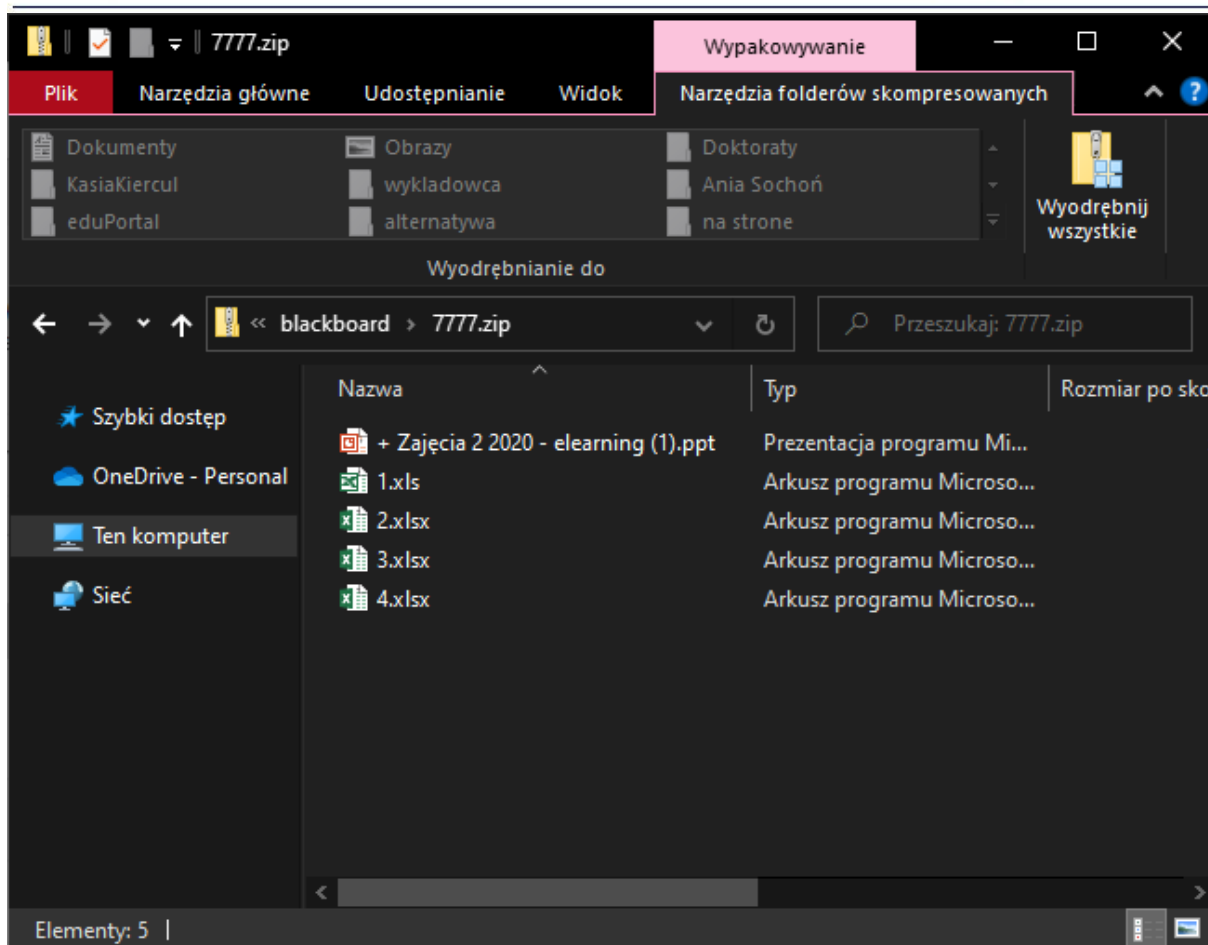 7777.zip
Wypakowywanie
Plik Narzędzia główne Udostępnianie Widok Narzędzia folderów skompresowanych ?
Dokumenty Obrazy Doktoraty
KasiaKiercul wykladowca Ania Sochoń
eduPortal alternatywa na strone
Wyodrębnij
wszystkie
Wyodrębnianie do
« blackboard > 7777.zip Przeszukaj: 7777.zip
Nazwa Typ Rozmiar po sko
Szybki dostęp
OneDrive - Personal
Ten komputer
Sieć
+ Zajęcia 2 2020 - elearning (1).ppt Prezentacja programu Mi...
1.xls Arkusz programu Microso...
2.xlsx Arkusz programu Microso...
3.xlsx Arkusz programu Microso...
4.xlsx Arkusz programu Microso...
Elementy: 5